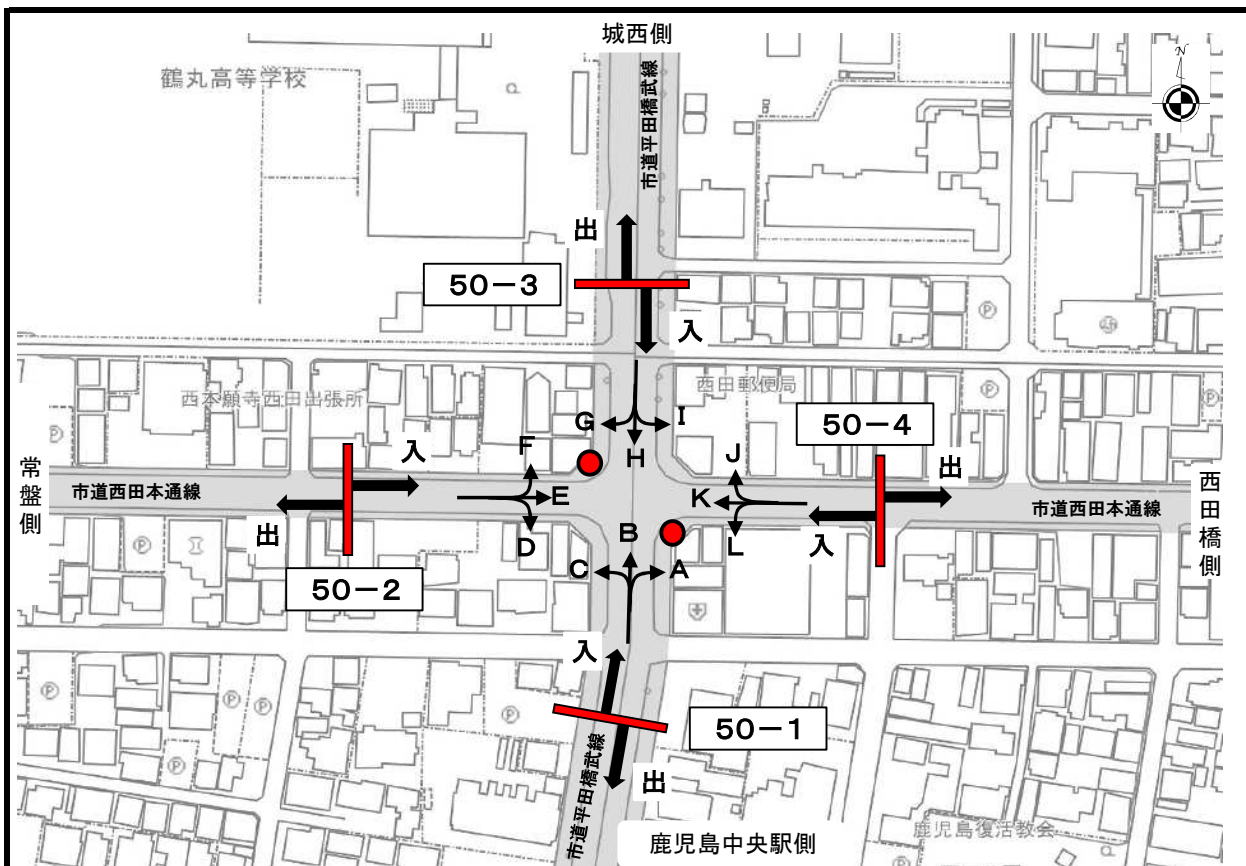 城西側
鶴丸高等学校
市道平田橋武線
N
出
50-3
入
西本願寺西田出張所
西田郵便局
G
I
H
50-4
常盤側
入
F
J
出
西田橋側
市道西田本通線
E
K
市道西田本通線
出
D
B
L
入
50-2
C
A
入
50-1
市道平田橋武線
出
鹿児島中央駅側
鹿児島復活教会
P
P
P
P
P
P
P
P
P
P
P